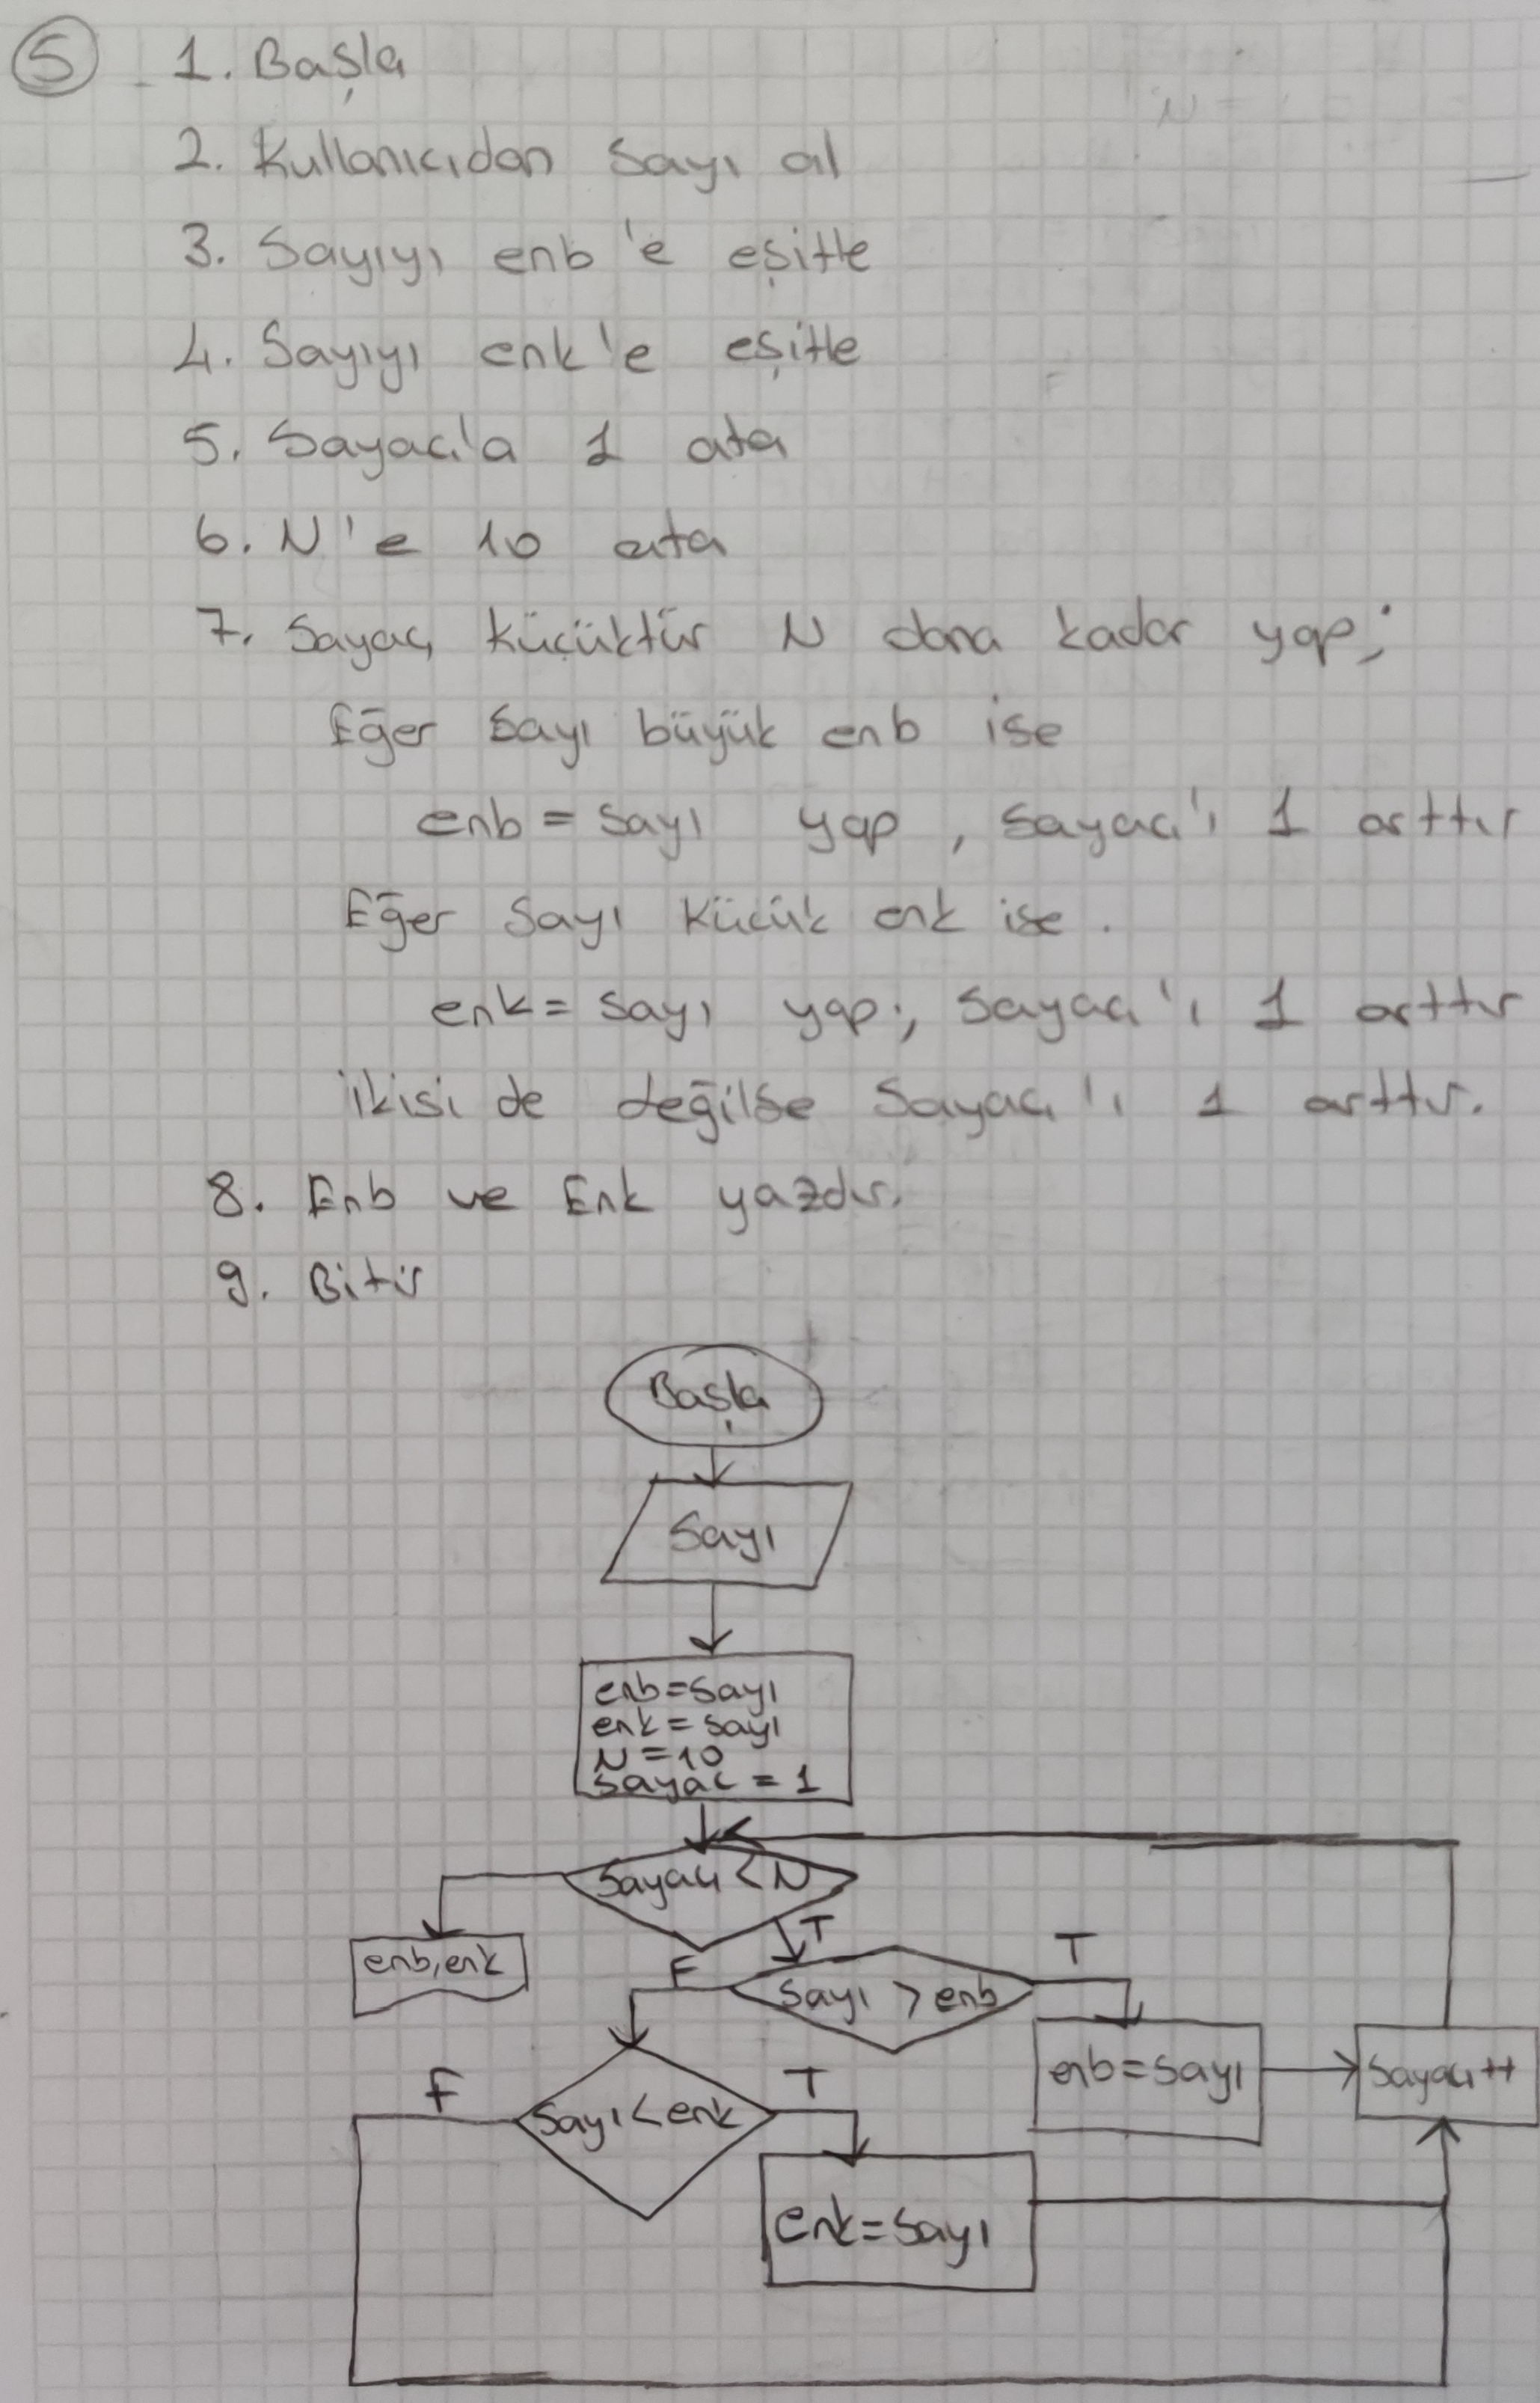 5
1. Başla
2. Kullanıcıdan Sayı al
3. Sayıyı enb'e eşitle
4. Sayıyı enk'e eşitle
5. Sayaç'a 1 ata
6. N'e 10 ata
7. Sayaç küçüktür N dana kadar yap;
Eğer Sayı büyük enb ise
enb = Sayı yap, Sayaç'ı 1 arttır
Eğer Sayı Küçük enk ise.
enk = Sayı yap;, Sayaç'ı 1 arttır
ikisi de değilse Sayaç'ı 1 arttır.
8. Enb ve Enk yazdır.
9. Bitir
Başla
Sayı
enb=Sayı
enk=Sayı
N=10
Sayac = 1
Sayaç < N
T
enb, enk
F
Sayı > enb
T
enb=Sayı
Sayaç++
F
Sayı < enk
T
enk=Sayı